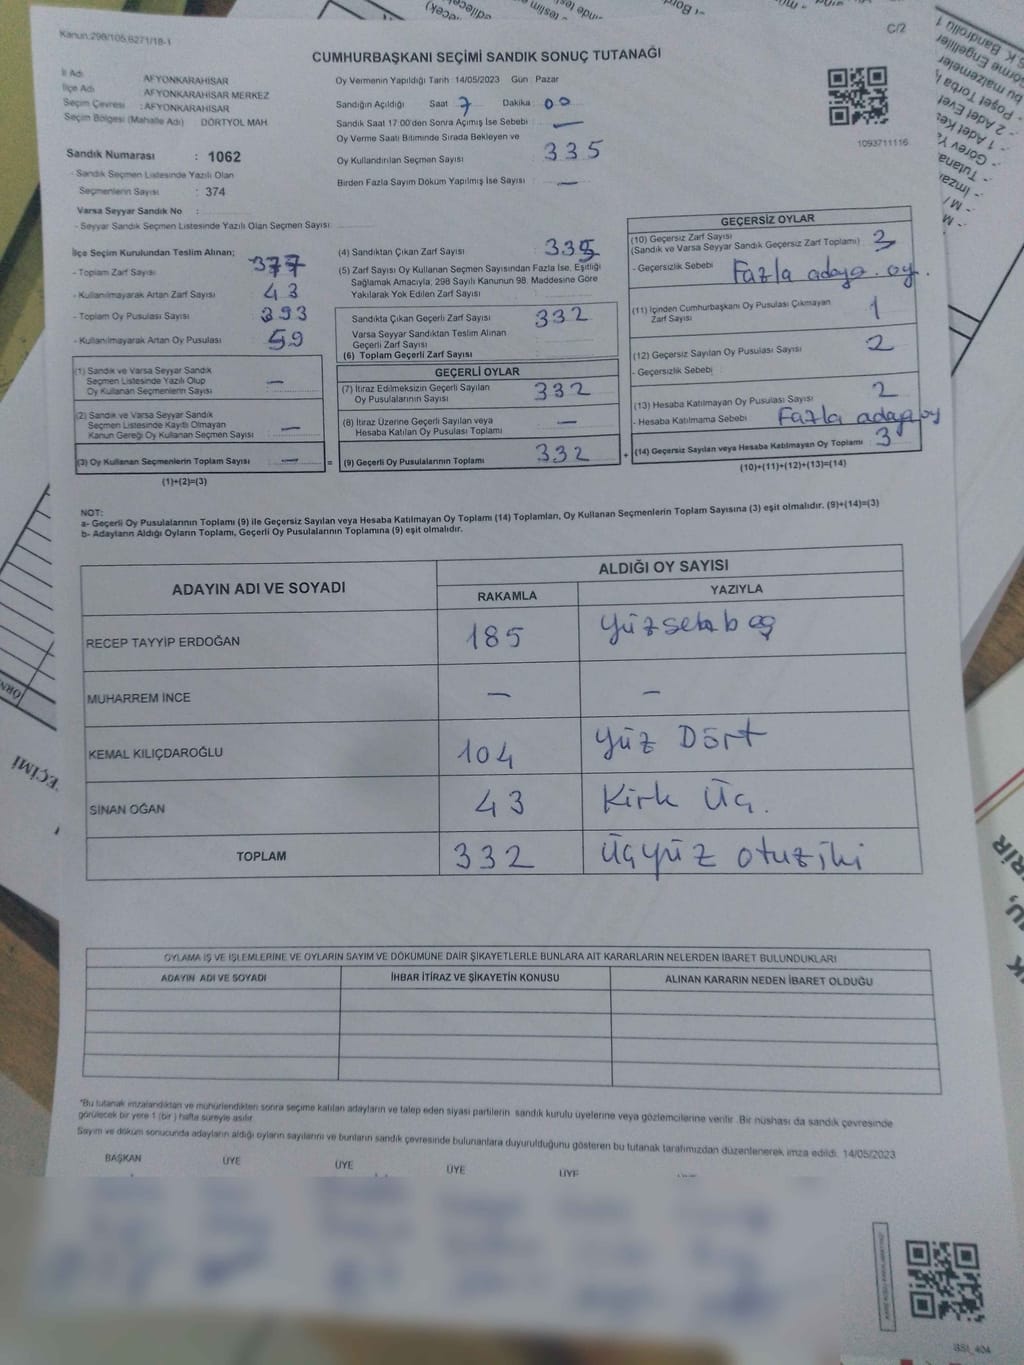 Kanun:298/105,6271/18-1
C/2
CUMHURBAŞKANI SEÇİMİ SANDIK SONUÇ TUTANAĞI
İl Adı AFYONKARAHİSAR
İlçe Adı AFYONKARAHİSAR MERKEZ
Seçim Çevresi : AFYONKARAHİSAR
Seçim Bölgesi (Mahalle Adı) DÖRTYOL MAH
Sandık Numarası : 1062
- Sandık Seçmen Listesinde Yazılı Olan
Seçmenlerin Sayısı : 374
Varsa Seyyar Sandık No :
- Seyyar Sandık Seçmen Listesinde Yazılı Olan Seçmen Sayısı:
Oy Vermenin Yapıldığı Tarih 14/05/2023 Gün : Pazar
Sandığın Açıldığı Saat 7 Dakika 00
Sandık Saat 17:00'den Sonra Açımış İse Sebebi : —
Oy Verme Saati Bitiminde Sırada Bekleyen ve
Oy Kullandırılan Seçmen Sayısı : 335
Birden Fazla Sayım Döküm Yapılmış İse Sayısı : —
1093711116
İlçe Seçim Kurulundan Teslim Alınan;
- Toplam Zarf Sayısı 377
- Kullanılmayarak Artan Zarf Sayısı 43
- Toplam Oy Pusulası Sayısı 393
- Kullanılmayarak Artan Oy Pusulası 59
(1) Sandık ve Varsa Seyyar Sandık
Seçmen Listesinde Yazılı Olup
Oy Kullanan Seçmenlerin Sayısı —
(2) Sandık ve Varsa Seyyar Sandık
Seçmen Listesinde Kayıtlı Olmayan
Kanun Gereği Oy Kullanan Seçmen Sayısı —
(3) Oy Kullanan Seçmenlerin Toplam Sayısı —
(1)+(2)=(3)
(4) Sandıktan Çıkan Zarf Sayısı : 335
(5) Zarf Sayısı Oy Kullanan Seçmen Sayısından Fazla İse, Eşitliği
Sağlamak Amacıyla, 298 Sayılı Kanunun 98. Maddesine Göre
Yakılarak Yok Edilen Zarf Sayısı
Sandıkta Çıkan Geçerli Zarf Sayısı 332
Varsa Seyyar Sandıktan Teslim Alınan
Geçerli Zarf Sayısı
(6) Toplam Geçerli Zarf Sayısı
GEÇERLİ OYLAR
(7) İtiraz Edilmeksizin Geçerli Sayılan
Oy Pusulalarının Sayısı : 332
(8) İtiraz Üzerine Geçerli Sayılan veya
Hesaba Katılan Oy Pusulası Toplamı —
= (9) Geçerli Oy Pusulalarının Toplamı 332
GEÇERSİZ OYLAR
(10) Geçersiz Zarf Sayısı
(Sandık ve Varsa Seyyar Sandık Geçersiz Zarf Toplamı) 3
- Geçersizlik Sebebi Fazla adaya oy.
(11) İçinden Cumhurbaşkanı Oy Pusulası Çıkmayan
Zarf Sayısı 1
(12) Geçersiz Sayılan Oy Pusulası Sayısı 2
- Geçersizlik Sebebi
(13) Hesaba Katılmayan Oy Pusulası Sayısı 2
- Hesaba Katılmama Sebebi Fazla adaya oy
+ (14) Geçersiz Sayılan veya Hesaba Katılmayan Oy Toplamı : 3
(10)+(11)+(12)+(13)=(14)
NOT:
a- Geçerli Oy Pusulalarının Toplamı (9) ile Geçersiz Sayılan veya Hesaba Katılmayan Oy Toplamı (14) Toplamları, Oy Kullanan Seçmenlerin Toplam Sayısına (3) eşit olmalıdır. (9)+(14)=(3)
b- Adayların Aldığı Oyların Toplamı, Geçerli Oy Pusulalarının Toplamına (9) eşit olmalıdır.
ADAYIN ADI VE SOYADI ALDIĞI OY SAYISI
RAKAMLA YAZIYLA
RECEP TAYYİP ERDOĞAN 185 yüzseksbeş
MUHARREM İNCE — —
KEMAL KILIÇDAROĞLU 104 yüz Dört
SİNAN OĞAN 43 Kirk Üç.
TOPLAM 332 Üçyüz otuziki
OYLAMA İŞ VE İŞLEMLERİNE VE OYLARIN SAYIM VE DÖKÜMÜNE DAİR ŞİKAYETLERLE BUNLARA AİT KARARLARIN NELERDEN İBARET BULUNDUKLARI
ADAYIN ADI VE SOYADI İHBAR İTİRAZ VE ŞİKAYETİN KONUSU ALINAN KARARIN NEDEN İBARET OLDUĞU
*Bu tutanak imzalandıktan ve mühürlendikten sonra seçime katılan adayların ve talep eden siyasi partilerin sandık kurulu üyelerine veya gözlemcilerine verilir. Bir nüshası da sandık çevresinde
görülecek bir yere 1 (bir ) hafta süreyle asılır.
Sayım ve döküm sonucunda adayların aldığı oyların sayılarını ve bunların sandık çevresinde bulunanlara duyurulduğunu gösteren bu tutanak tarafımızdan düzenlenerek imza edildi. 14/05/2023
BAŞKAN ÜYE ÜYE ÜYE ÜYE